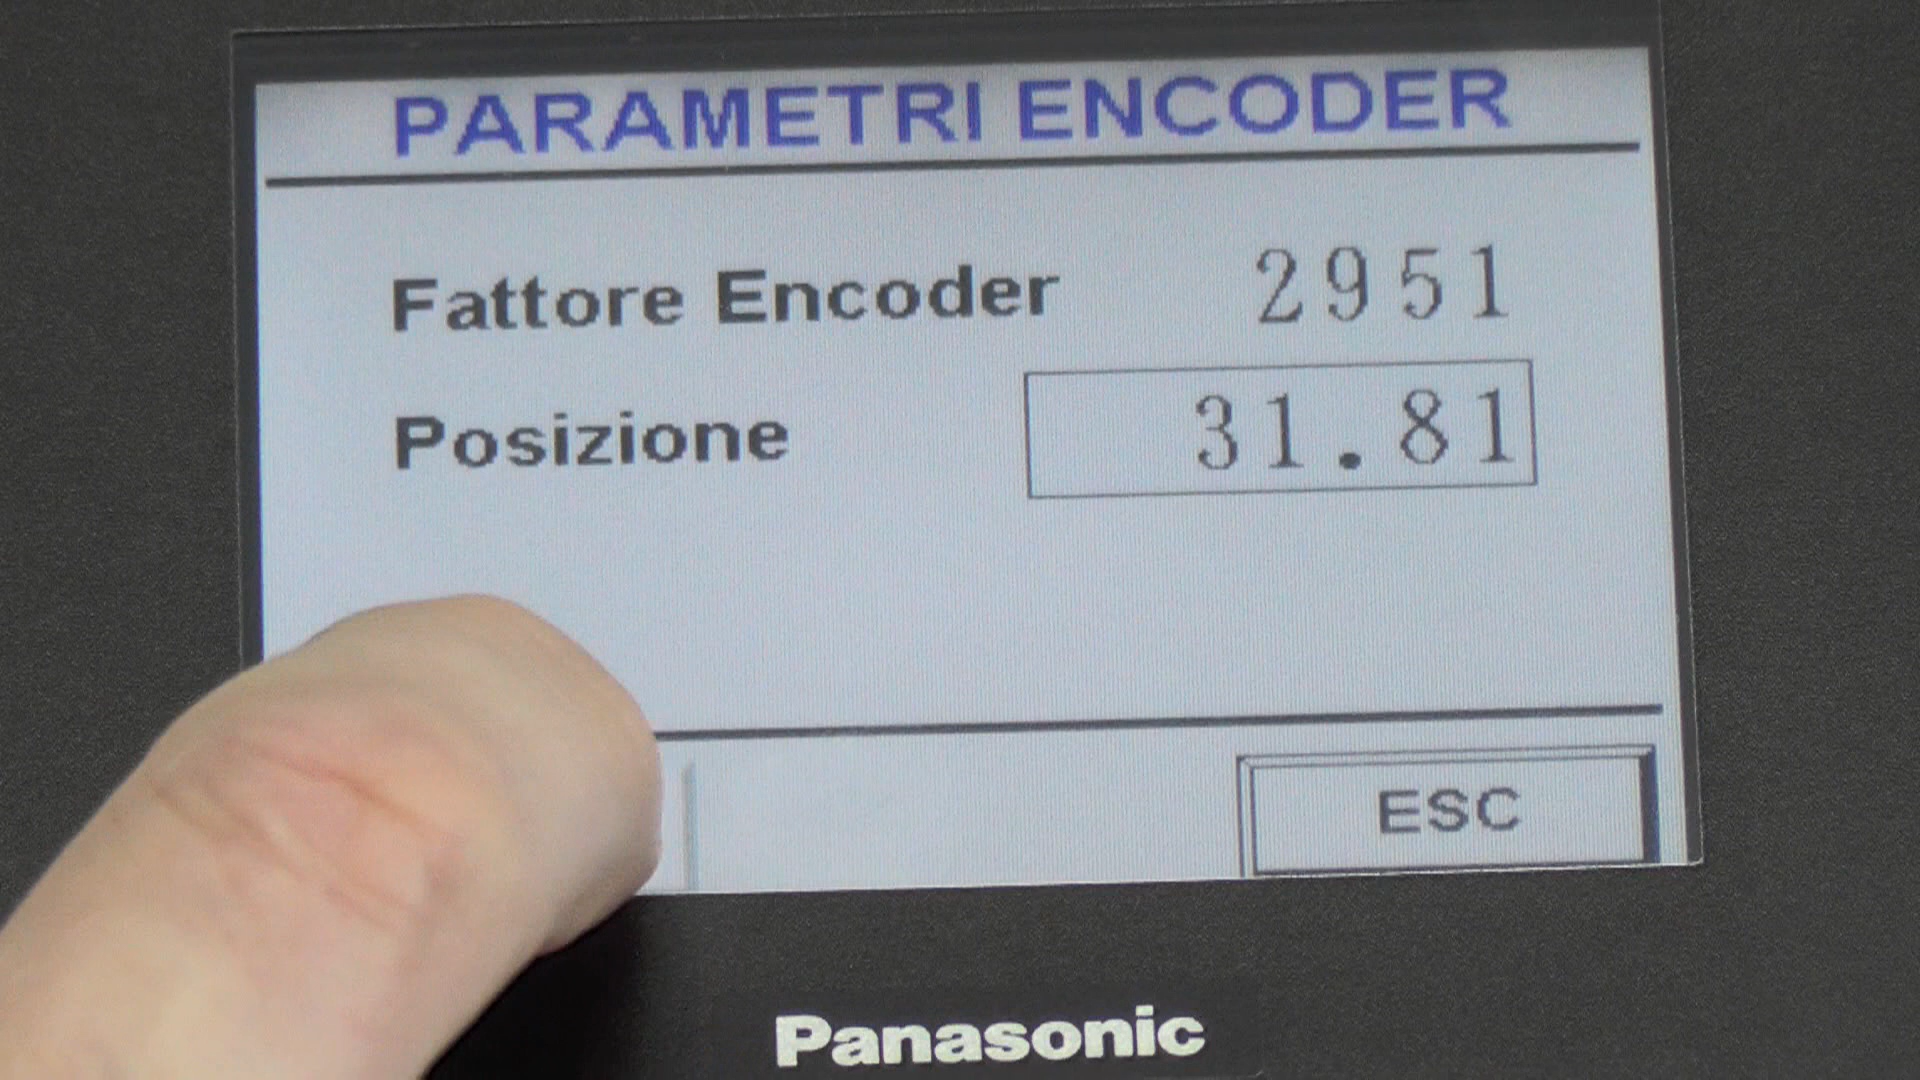 PARAMETRI ENCODER
Fattore Encoder 2951
Posizione 31.81
ESC
Panasonic